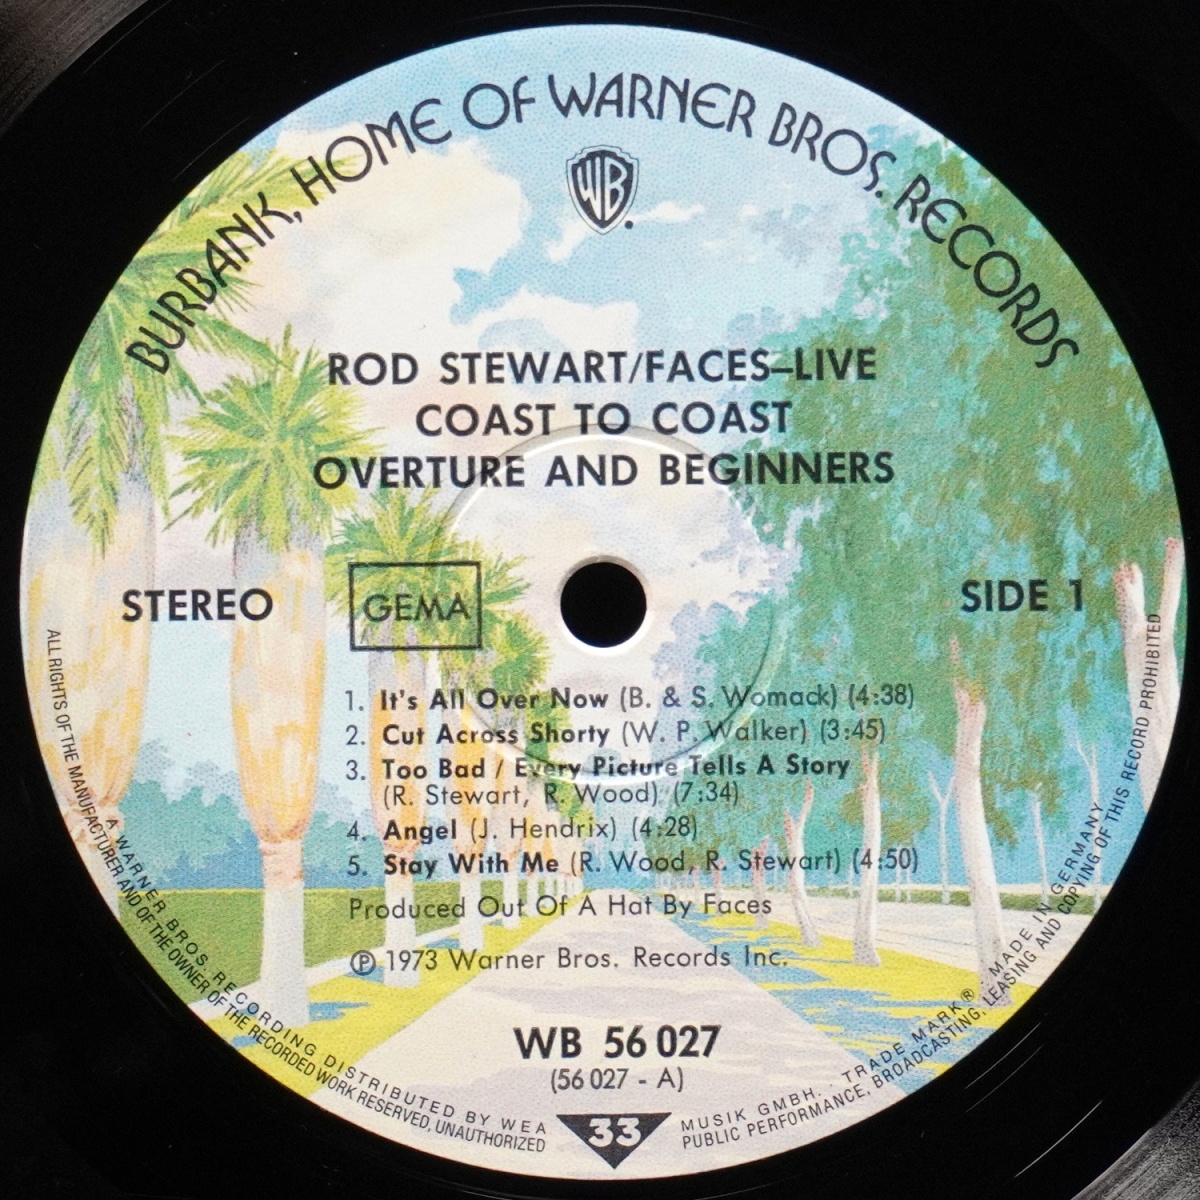 BURBANK, HOME OF WARNER BROS. RECORDS
WB
ROD STEWART/FACES–LIVE
COAST TO COAST
OVERTURE AND BEGINNERS
STEREO
GEMA
SIDE 1
1. It's All Over Now (B. & S. Womack) (4:38)
2. Cut Across Shorty (W. P. Walker) (3:45)
3. Too Bad / Every Picture Tells A Story
(R. Stewart, R. Wood) (7:34)
4. Angel (J. Hendrix) (4:28)
5. Stay With Me (R. Wood, R. Stewart) (4:50)
Produced Out Of A Hat By Faces
Ⓟ 1973 Warner Bros. Records Inc.
WB 56 027
(56 027 - A)
33
A WARNER BROS. RECORDING DISTRIBUTED BY WEA MUSIK GMBH. . TRADE MARK ® . MADE IN GERMANY
ALL RIGHTS OF THE MANUFACTURER AND OF THE OWNER OF THE RECORDED WORK RESERVED, UNAUTHORIZED PUBLIC PERFORMANCE, BROADCASTING, LEASING AND COPYING OF THIS RECORD PROHIBITED